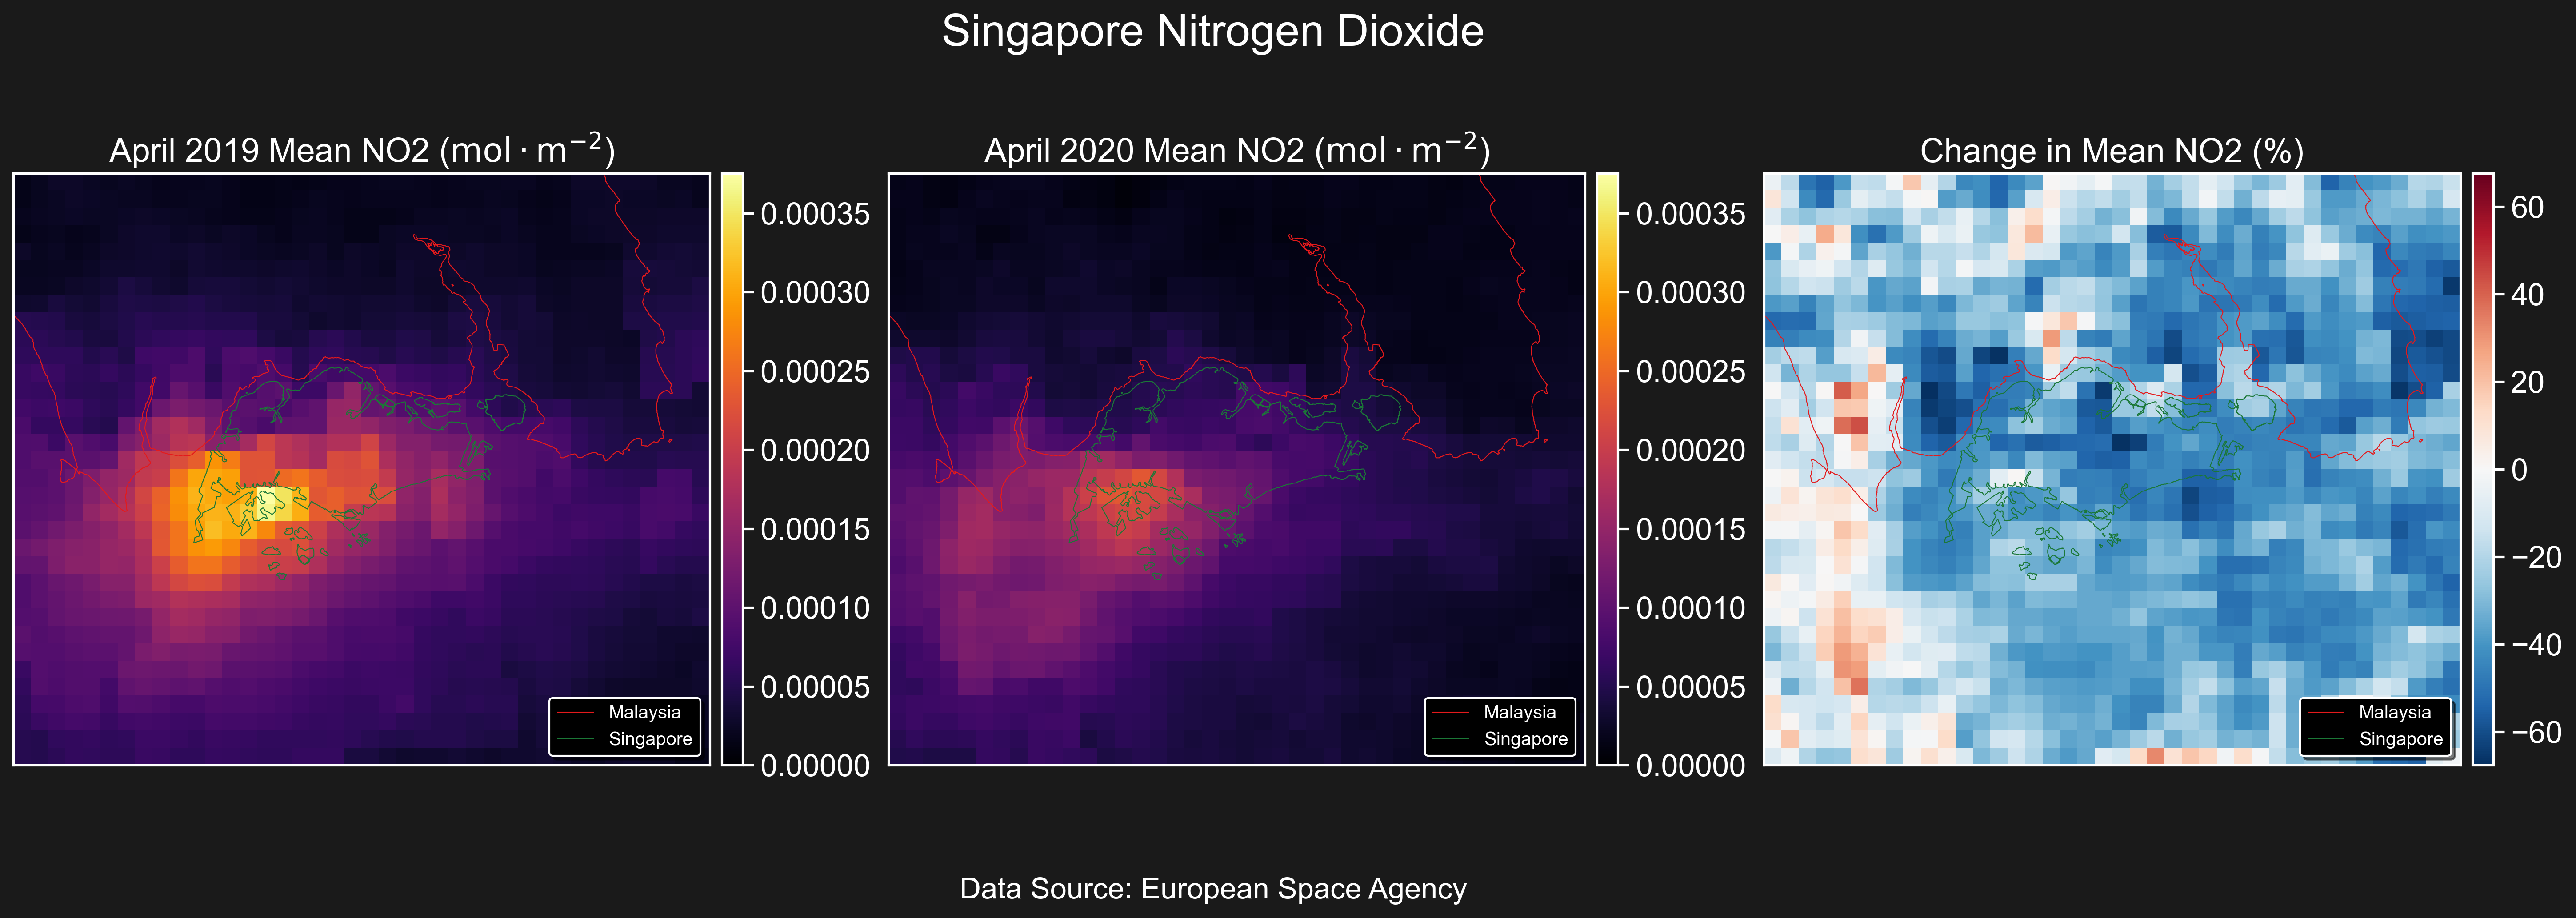 Singapore Nitrogen Dioxide
April 2019 Mean NO2 (mol · m⁻²)
0.00035
0.00030
0.00025
0.00020
0.00015
0.00010
0.00005
0.00000
Malaysia
Singapore
April 2020 Mean NO2 (mol · m⁻²)
0.00035
0.00030
0.00025
0.00020
0.00015
0.00010
0.00005
0.00000
Malaysia
Singapore
Change in Mean NO2 (%)
60
40
20
0
−20
−40
−60
Malaysia
Singapore
Data Source: European Space Agency